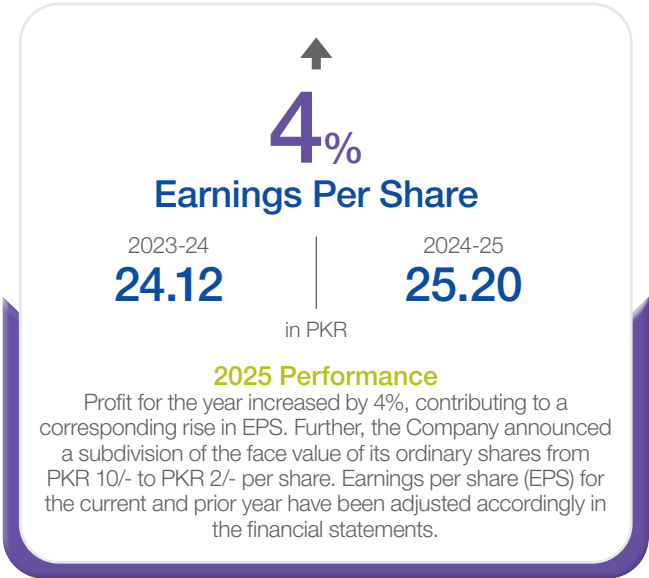 4%
Earnings Per Share
2023-24
24.12
2024-25
25.20
in PKR
2025 Performance
Profit for the year increased by 4%, contributing to a
corresponding rise in EPS. Further, the Company announced
a subdivision of the face value of its ordinary shares from
PKR 10/- to PKR 2/- per share. Earnings per share (EPS) for
the current and prior year have been adjusted accordingly in
the financial statements.